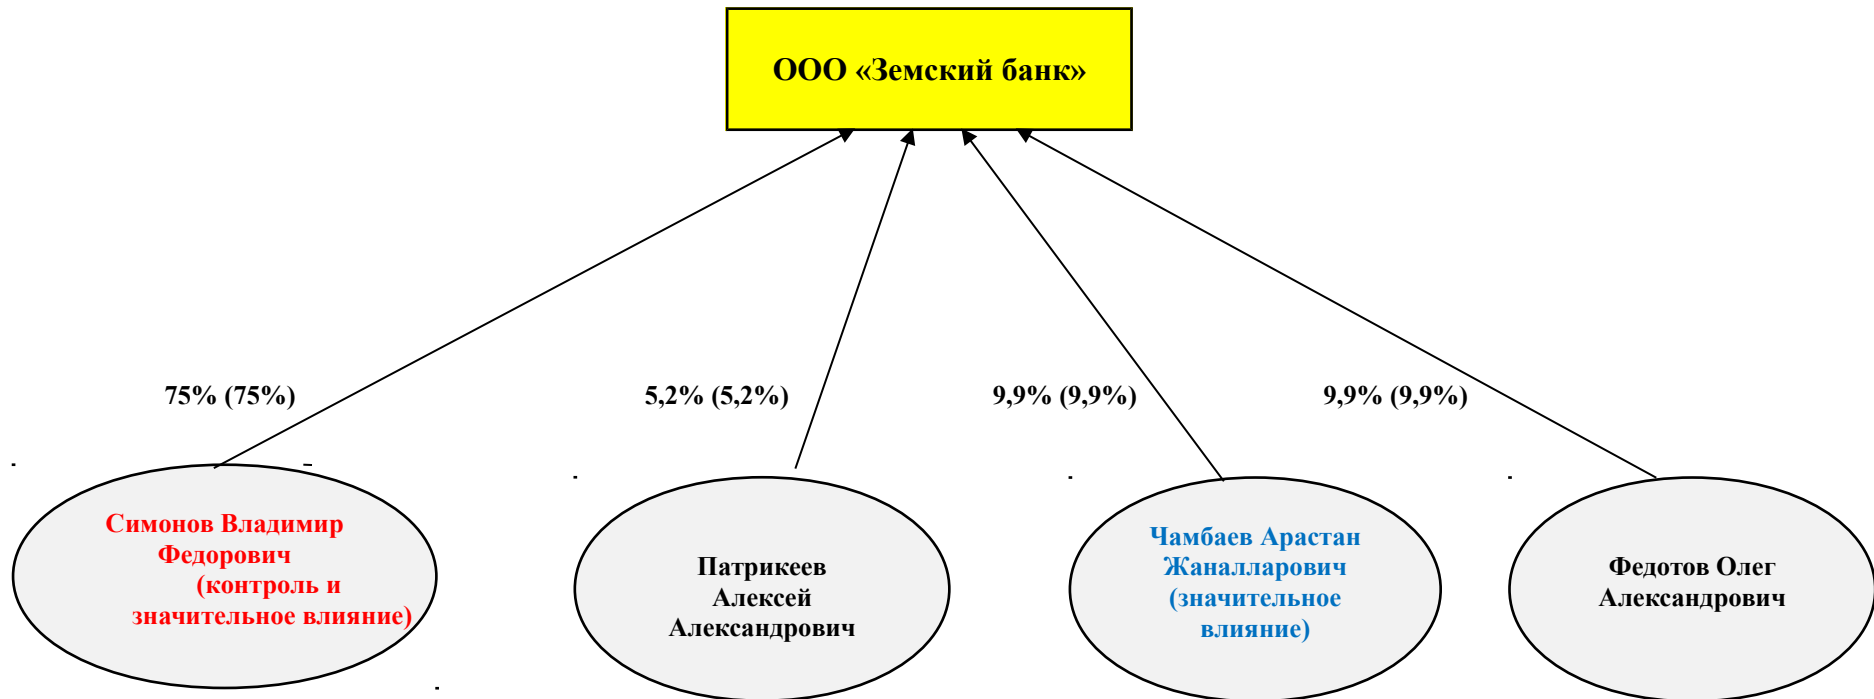 ООО «Земский банк»
75% (75%)
5,2% (5,2%)
9,9% (9,9%)
9,9% (9,9%)
Симонов Владимир
Федорович
(контроль и
значительное влияние)
Патрикеев
Алексей
Александрович
Чамбаев Арастан
Жаналларович
(значительное
влияние)
Федотов Олег
Александрович